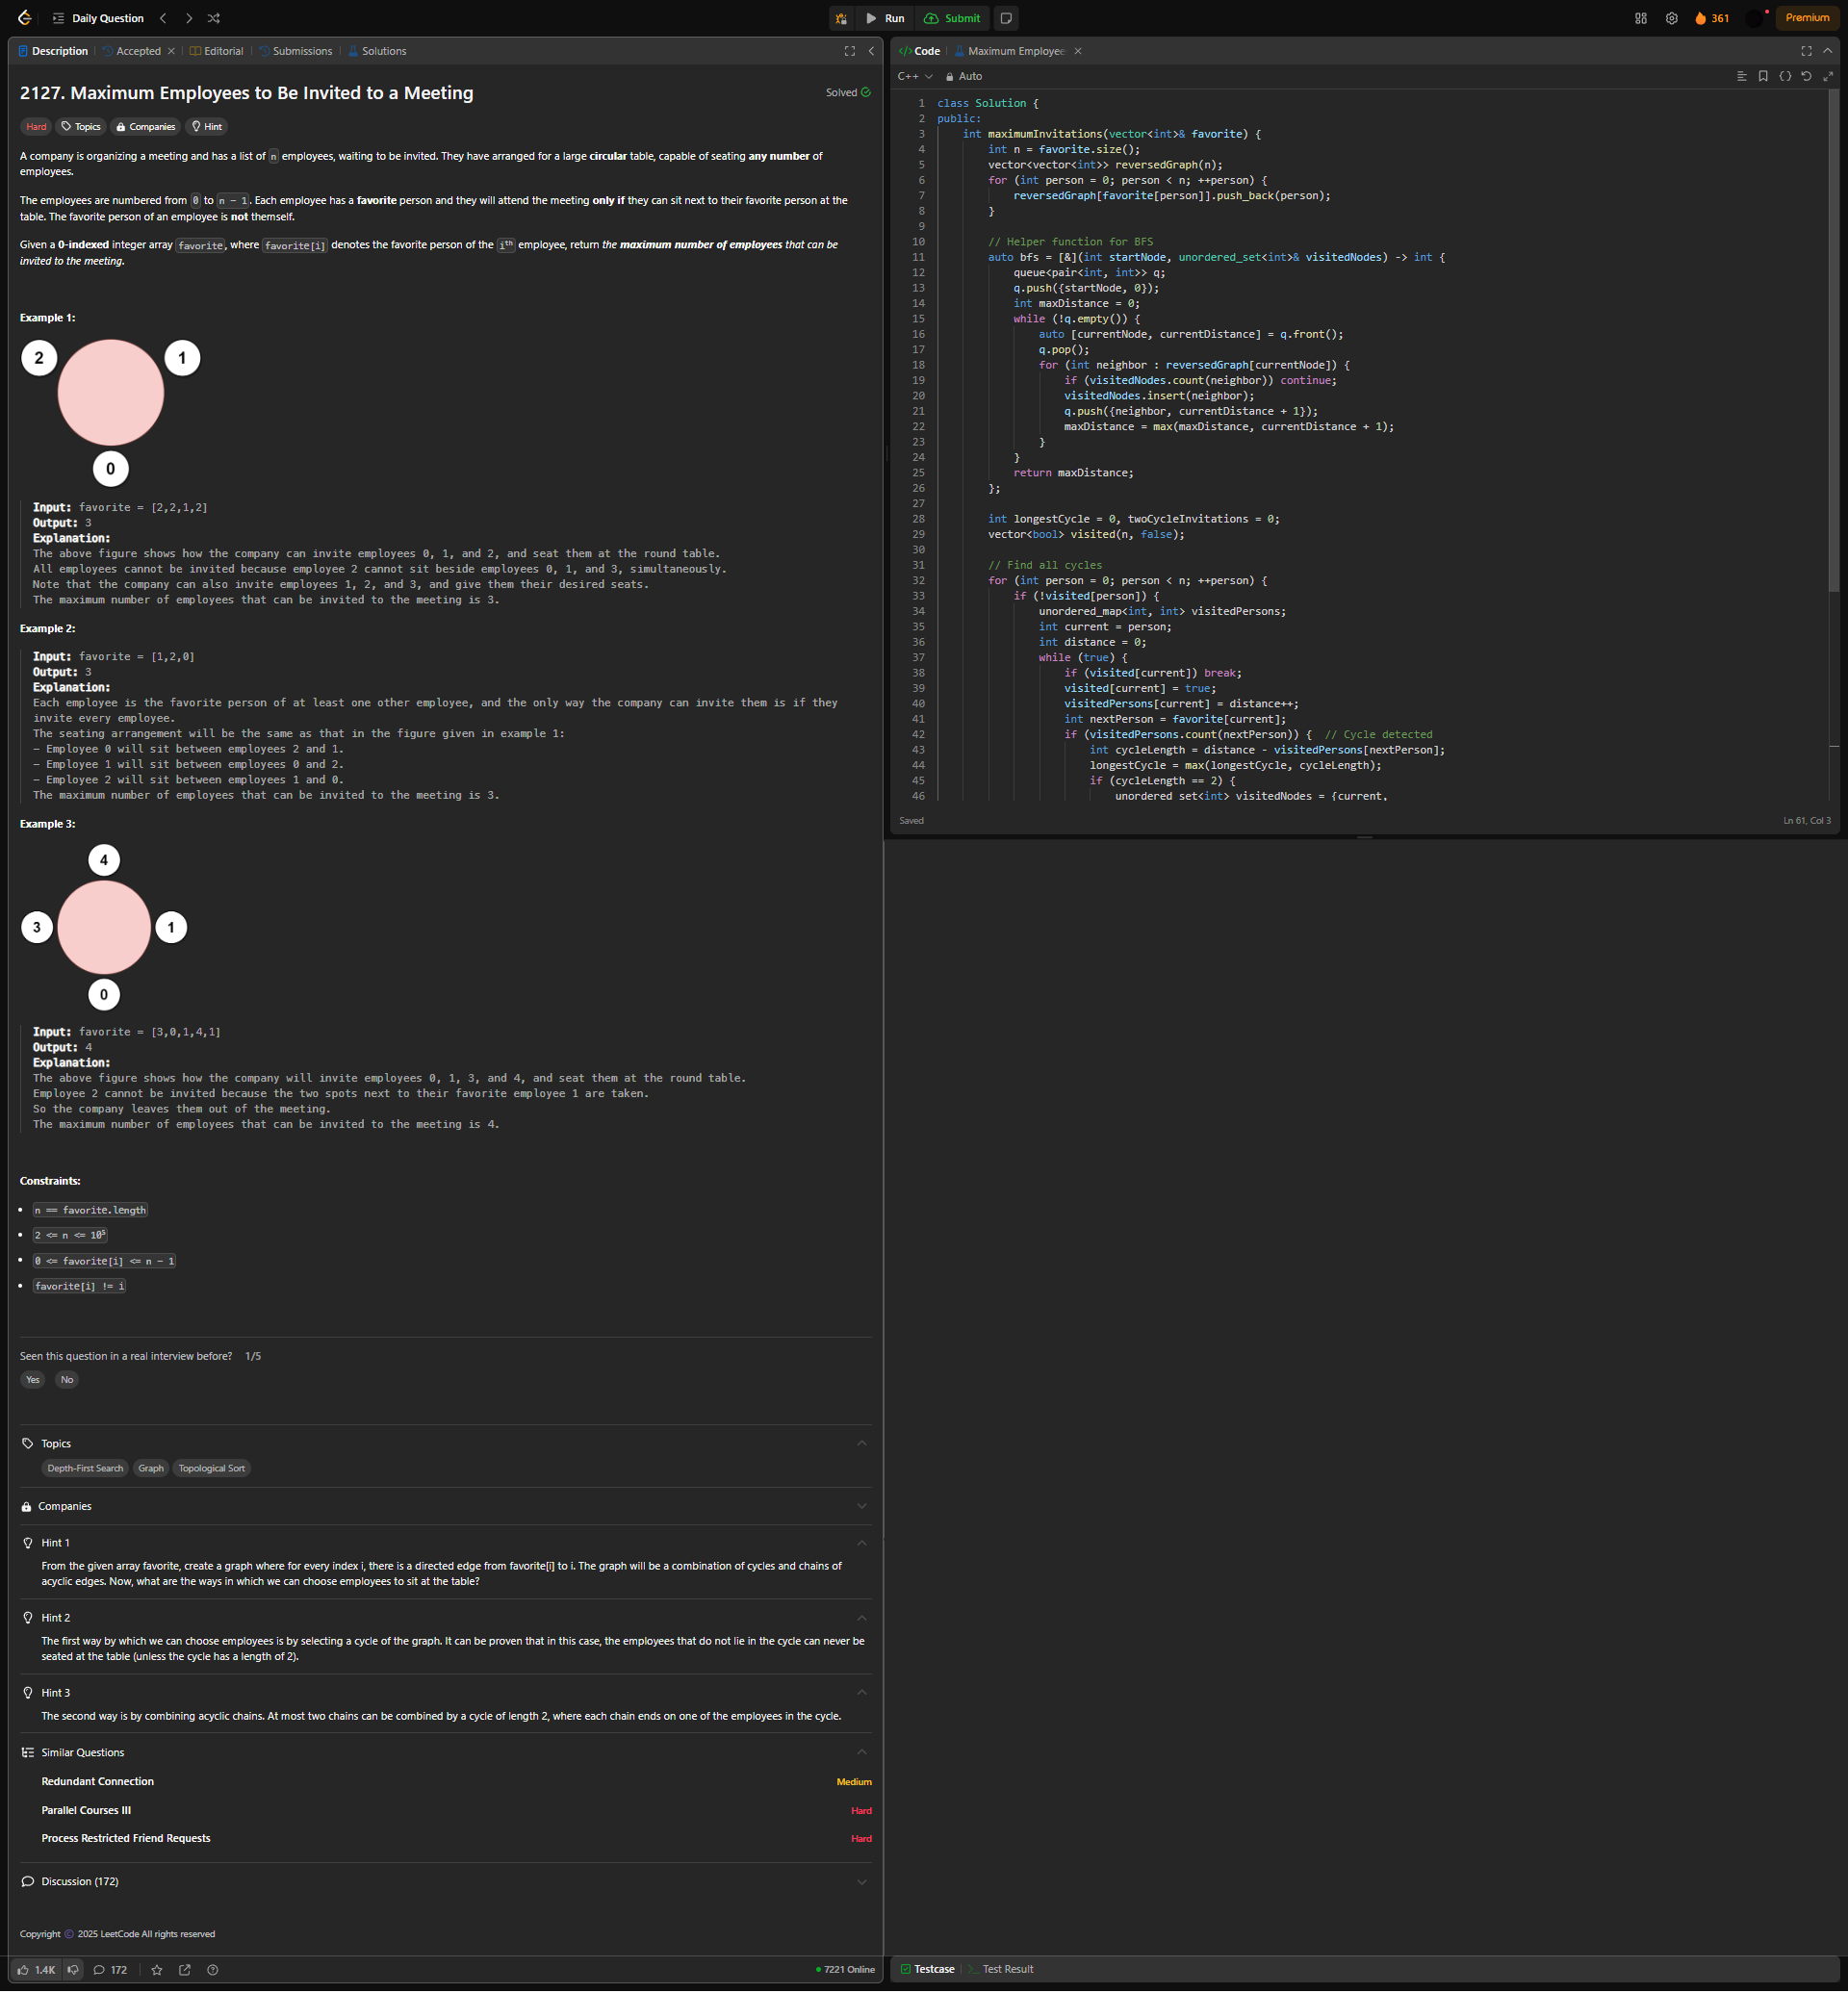 Daily Question
Run
Submit
361
Premium
Description
Accepted
Editorial
Submissions
Solutions
2127. Maximum Employees to Be Invited to a Meeting
Solved
Hard
Topics
Companies
Hint
A company is organizing a meeting and has a list of n employees, waiting to be invited. They have arranged for a large circular table, capable of seating any number of
employees.
The employees are numbered from 0 to n - 1. Each employee has a favorite person and they will attend the meeting only if they can sit next to their favorite person at the
table. The favorite person of an employee is not themself.
Given a 0-indexed integer array favorite, where favorite[i] denotes the favorite person of the ith employee, return the maximum number of employees that can be
invited to the meeting.
Example 1:
2
1
0
Input: favorite = [2,2,1,2]
Output: 3
Explanation:
The above figure shows how the company can invite employees 0, 1, and 2, and seat them at the round table.
All employees cannot be invited because employee 2 cannot sit beside employees 0, 1, and 3, simultaneously.
Note that the company can also invite employees 1, 2, and 3, and give them their desired seats.
The maximum number of employees that can be invited to the meeting is 3.
Example 2:
Input: favorite = [1,2,0]
Output: 3
Explanation:
Each employee is the favorite person of at least one other employee, and the only way the company can invite them is if they
invite every employee.
The seating arrangement will be the same as that in the figure given in example 1:
- Employee 0 will sit between employees 2 and 1.
- Employee 1 will sit between employees 0 and 2.
- Employee 2 will sit between employees 1 and 0.
The maximum number of employees that can be invited to the meeting is 3.
Example 3:
4
3
1
0
Input: favorite = [3,0,1,4,1]
Output: 4
Explanation:
The above figure shows how the company will invite employees 0, 1, 3, and 4, and seat them at the round table.
Employee 2 cannot be invited because the two spots next to their favorite employee 1 are taken.
So the company leaves them out of the meeting.
The maximum number of employees that can be invited to the meeting is 4.
Constraints:
n == favorite.length
2 <= n <= 10^5
0 <= favorite[i] <= n - 1
favorite[i] != i
Seen this question in a real interview before? 1/5
Yes
No
Topics
Depth-First Search
Graph
Topological Sort
Companies
Hint 1
From the given array favorite, create a graph where for every index i, there is a directed edge from favorite[i] to i. The graph will be a combination of cycles and chains of
acyclic edges. Now, what are the ways in which we can choose employees to sit at the table?
Hint 2
The first way by which we can choose employees is by selecting a cycle of the graph. It can be proven that in this case, the employees that do not lie in the cycle can never be
seated at the table (unless the cycle has a length of 2).
Hint 3
The second way is by combining acyclic chains. At most two chains can be combined by a cycle of length 2, where each chain ends on one of the employees in the cycle.
Similar Questions
Redundant Connection
Medium
Parallel Courses III
Hard
Process Restricted Friend Requests
Hard
Discussion (172)
Copyright © 2025 LeetCode All rights reserved
1.4K
172
7221 Online
</> Code
Maximum Employee
C++
Auto
1 class Solution {
2 public:
3 int maximumInvitations(vector<int>& favorite) {
4 int n = favorite.size();
5 vector<vector<int>> reversedGraph(n);
6 for (int person = 0; person < n; ++person) {
7 reversedGraph[favorite[person]].push_back(person);
8 }
9
10 // Helper function for BFS
11 auto bfs = [&](int startNode, unordered_set<int>& visitedNodes) -> int {
12 queue<pair<int, int>> q;
13 q.push({startNode, 0});
14 int maxDistance = 0;
15 while (!q.empty()) {
16 auto [currentNode, currentDistance] = q.front();
17 q.pop();
18 for (int neighbor : reversedGraph[currentNode]) {
19 if (visitedNodes.count(neighbor)) continue;
20 visitedNodes.insert(neighbor);
21 q.push({neighbor, currentDistance + 1});
22 maxDistance = max(maxDistance, currentDistance + 1);
23 }
24 }
25 return maxDistance;
26 };
27
28 int longestCycle = 0, twoCycleInvitations = 0;
29 vector<bool> visited(n, false);
30
31 // Find all cycles
32 for (int person = 0; person < n; ++person) {
33 if (!visited[person]) {
34 unordered_map<int, int> visitedPersons;
35 int current = person;
36 int distance = 0;
37 while (true) {
38 if (visited[current]) break;
39 visited[current] = true;
40 visitedPersons[current] = distance++;
41 int nextPerson = favorite[current];
42 if (visitedPersons.count(nextPerson)) { // Cycle detected
43 int cycleLength = distance - visitedPersons[nextPerson];
44 longestCycle = max(longestCycle, cycleLength);
45 if (cycleLength == 2) {
46 unordered_set<int> visitedNodes = {current,
Saved
Ln 61, Col 3
Testcase
Test Result